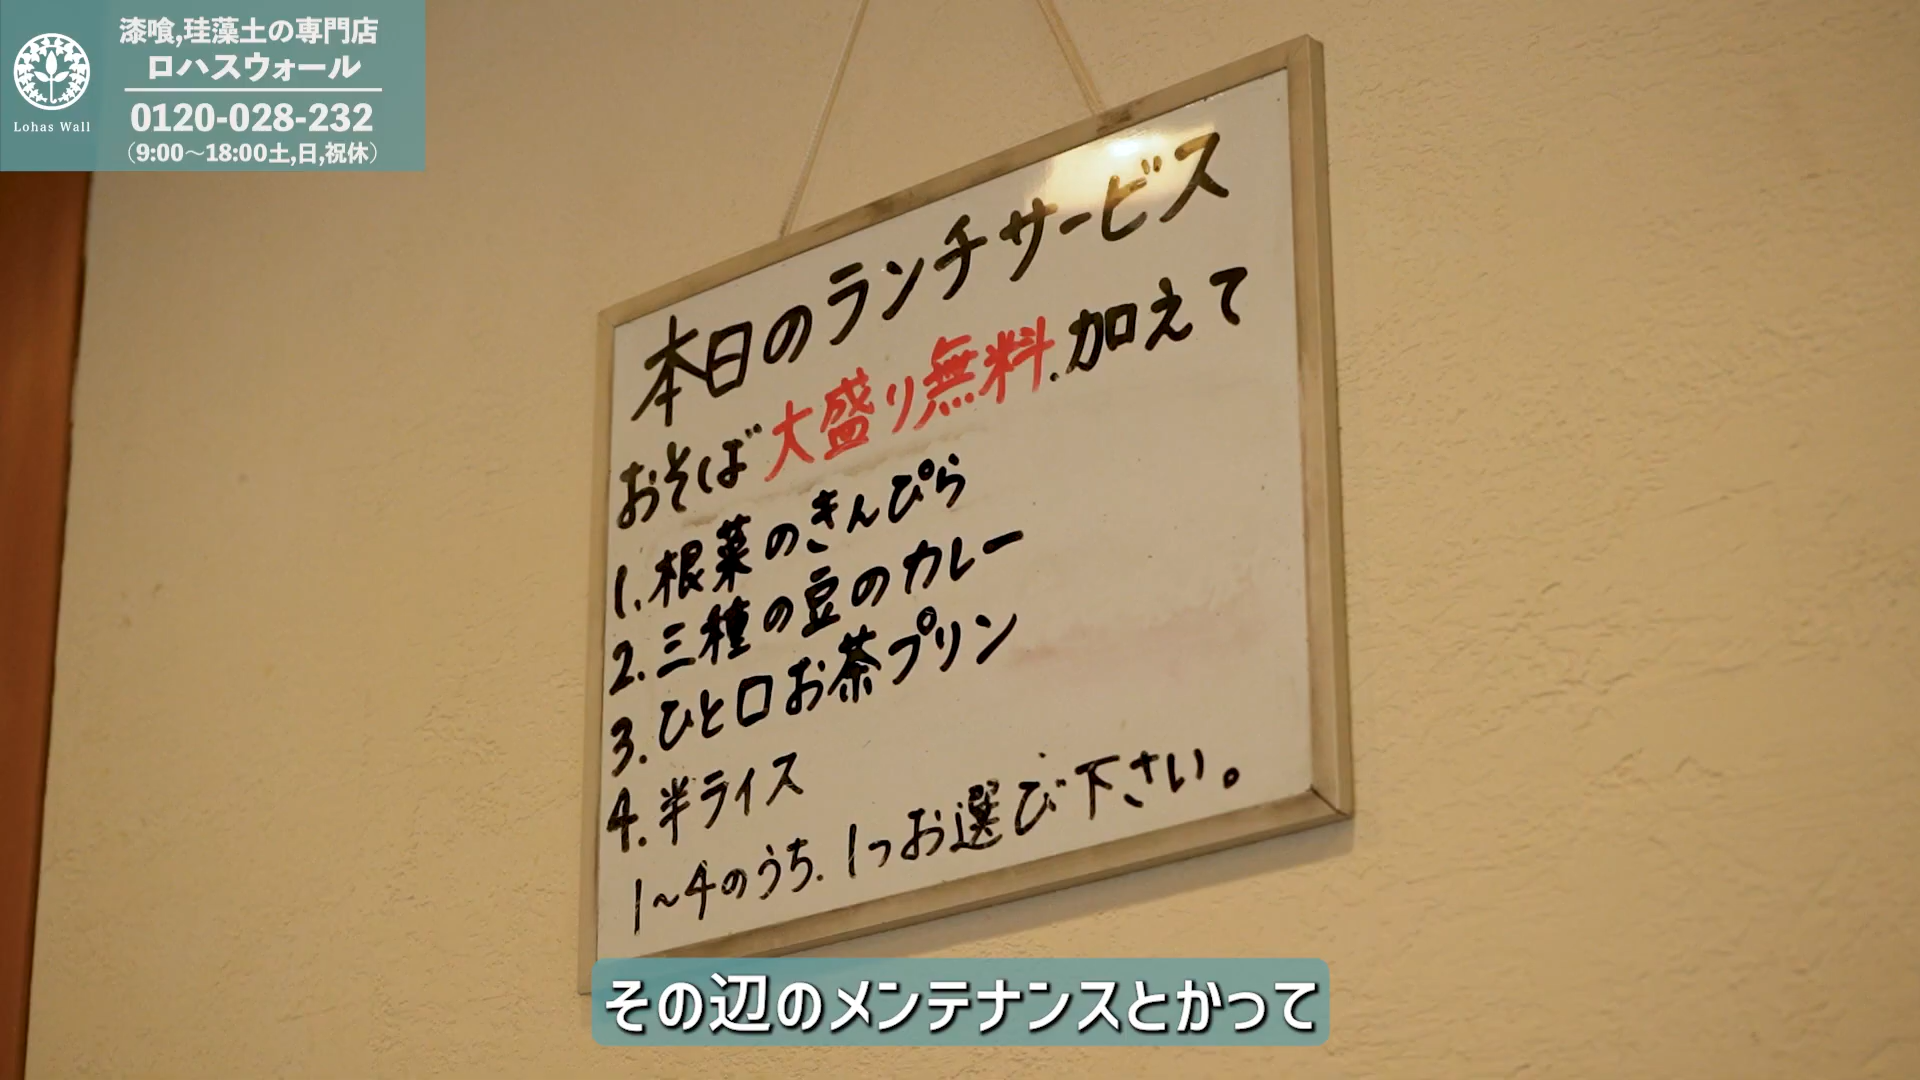 漆喰,珪藻土の専門店
ロハスウォール
0120-028-232
(9:00〜18:00土,日,祝休)
Lohas Wall
本日のランチサービス
おそば大盛り無料.加えて
1.根菜のきんぴら
2.三種の豆のカレー
3.ひと口お茶プリン
4.半ライス
1~4のうち.1つお選び下さい。
その辺のメンテナンスとかって